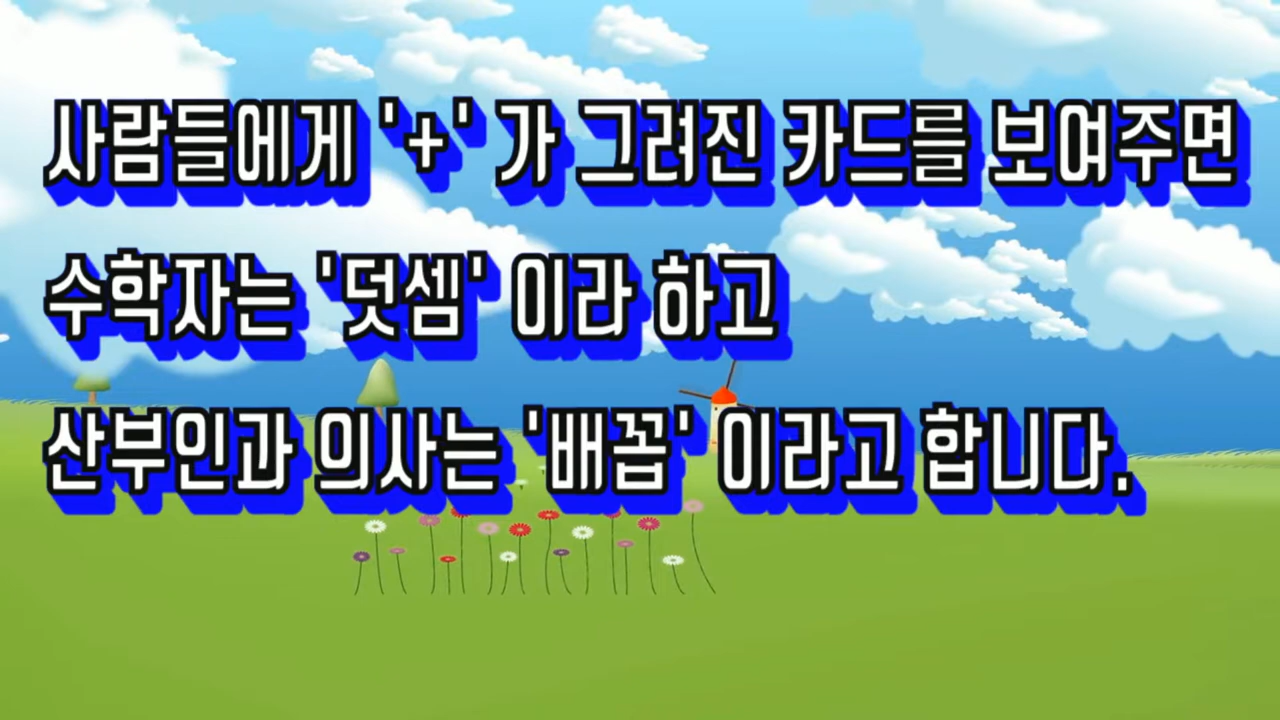 사람들에게 '+' 가 그려진 카드를 보여주면
수학자는 '덧셈' 이라 하고
산부인과 의사는 '배꼽' 이라고 합니다.